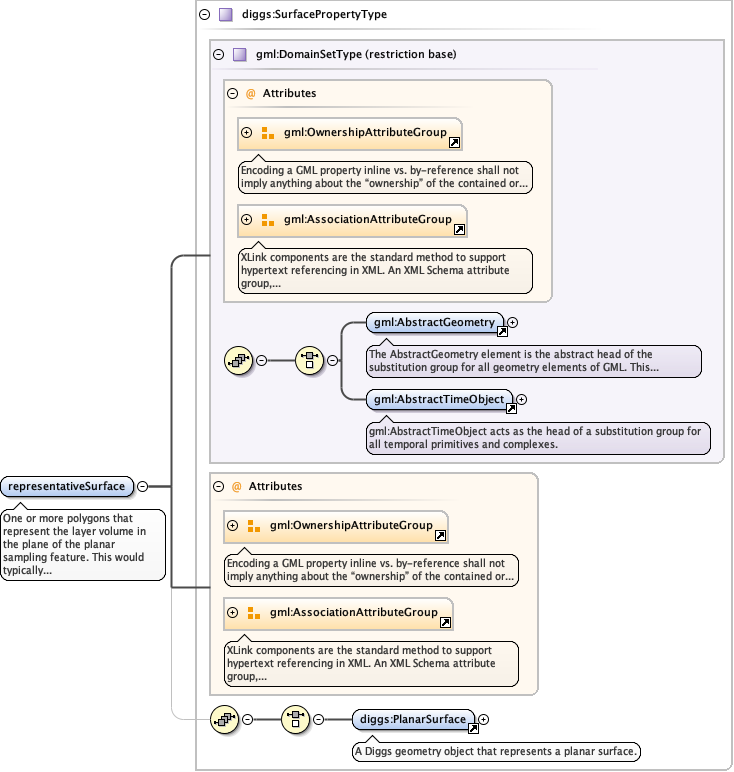 diggs:SurfacePropertyType
gml:DomainSetType (restriction base)
@ Attributes
gml:OwnershipAttributeGroup
Encoding a GML property inline vs. by-reference shall not
imply anything about the “ownership” of the contained or...
gml:AssociationAttributeGroup
XLink components are the standard method to support
hypertext referencing in XML. An XML Schema attribute
group,...
gml:AbstractGeometry
The AbstractGeometry element is the abstract head of the
substitution group for all geometry elements of GML. This...
gml:AbstractTimeObject
gml:AbstractTimeObject acts as the head of a substitution group for
all temporal primitives and complexes.
representativeSurface
One or more polygons that
represent the layer volume in
the plane of the planar
sampling feature. This would
typically...
@ Attributes
gml:OwnershipAttributeGroup
Encoding a GML property inline vs. by-reference shall not
imply anything about the “ownership” of the contained or...
gml:AssociationAttributeGroup
XLink components are the standard method to support
hypertext referencing in XML. An XML Schema attribute
group,...
diggs:PlanarSurface
A Diggs geometry object that represents a planar surface.